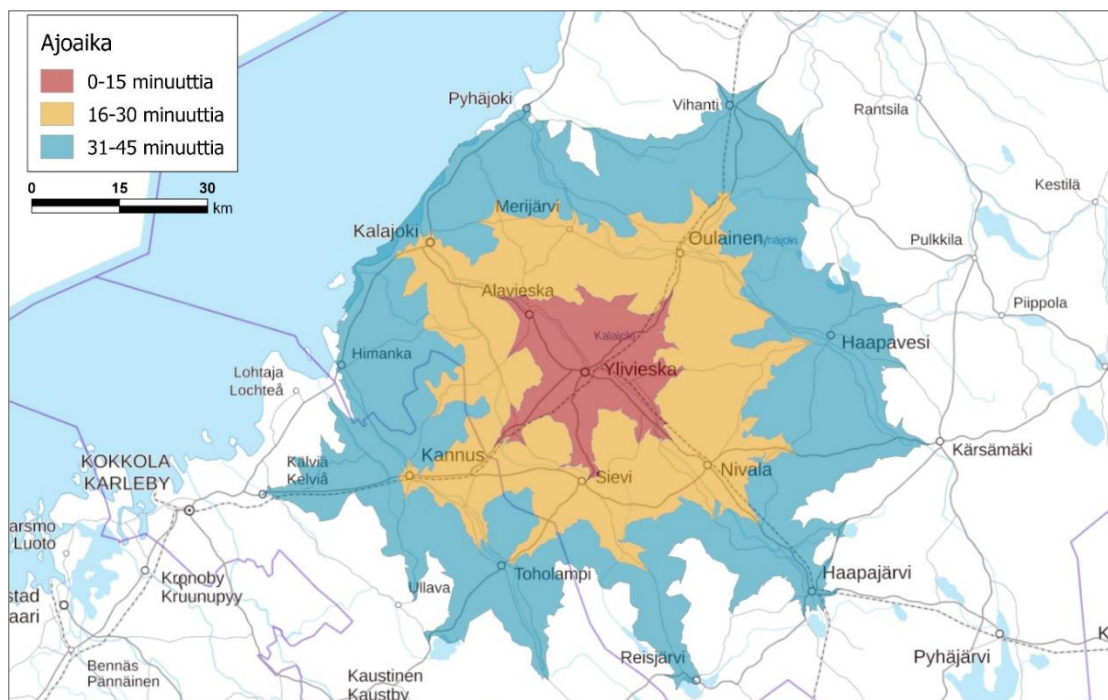 Ajoaika
0-15 minuuttia
16-30 minuuttia
31-45 minuuttia
0 15 30
km
Pyhäjoki
Vihanti
Rantsila
Kestilä
Merijärvi
Kalajoki
Oulainen
Pyhäjoki
Pulkkila
Alavieska
Piippola
Kalajoki
Haapavesi
Himanka
Ylivieska
Lohtaja
Lochteå
Kannus
Kärsämäki
KOKKOLA
KARLEBY
Kälviä
Kelviå
Sievi
Nivala
arsmo
Luoto
Toholampi
Haapajärvi
Kronoby
Kruunupyy
Ullava
stad
aari
K
Reisjärvi
Pyhäjärvi
Bennäs
Pännäinen
Kaustinen
Kaustby